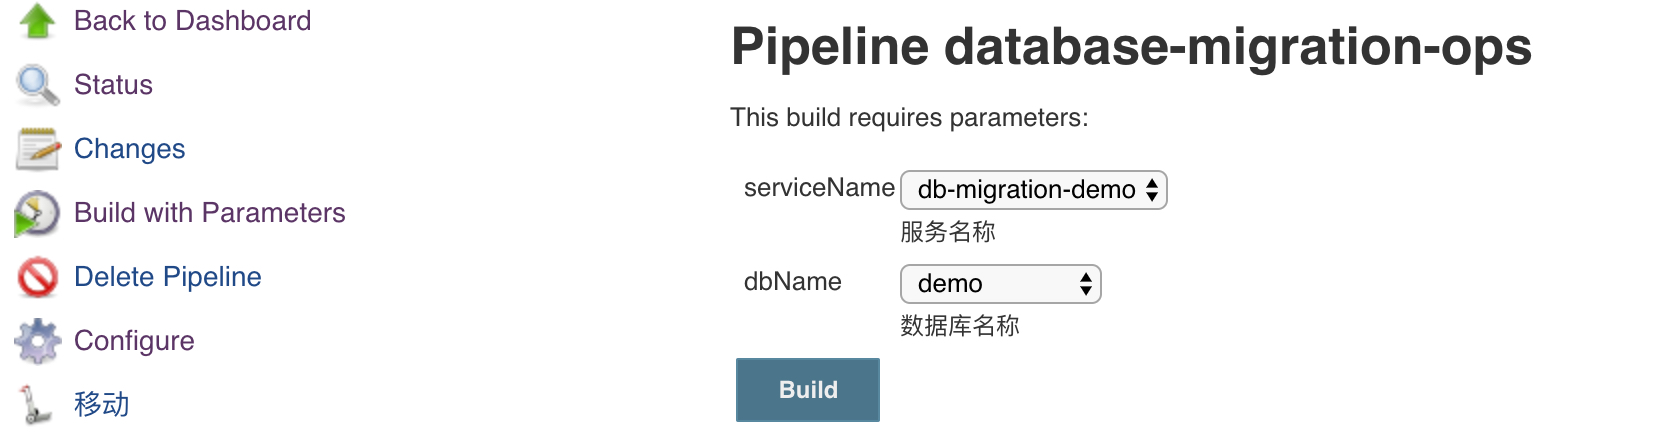 Back to Dashboard
Status
Changes
Build with Parameters
Delete Pipeline
Configure
移动
Pipeline database-migration-ops
This build requires parameters:
serviceName db-migration-demo
服务名称
dbName demo
数据库名称
Build